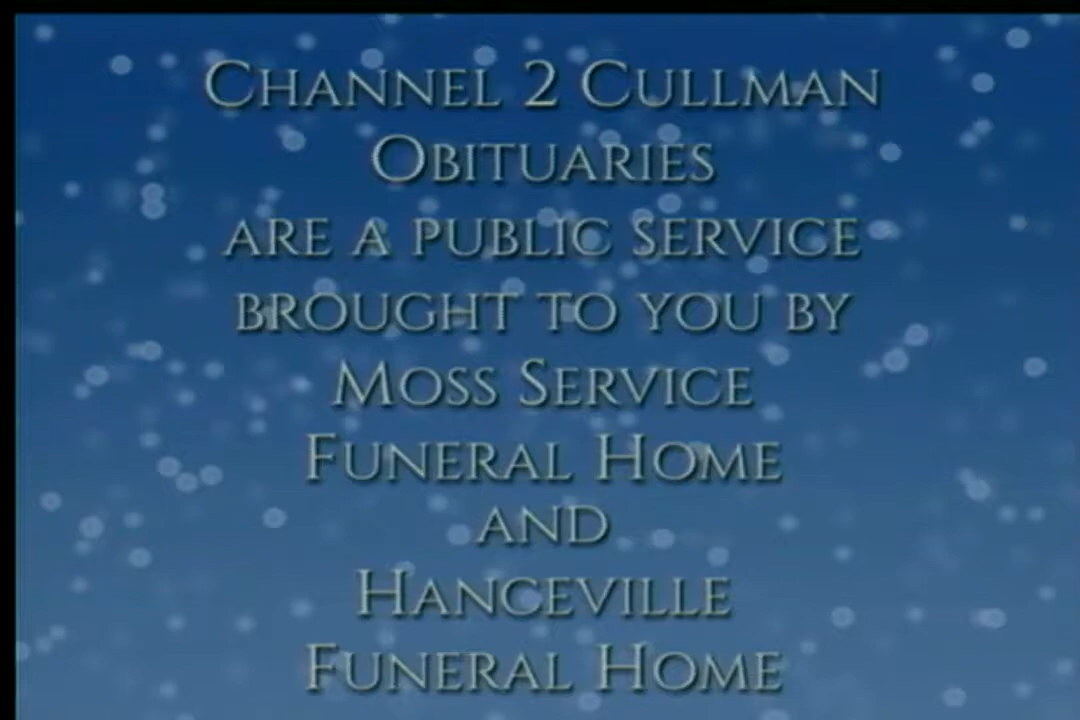 Channel 2 Cullman
Obituaries
are a public service
brought to you by
Moss Service
Funeral Home
and
Hanceville
Funeral Home